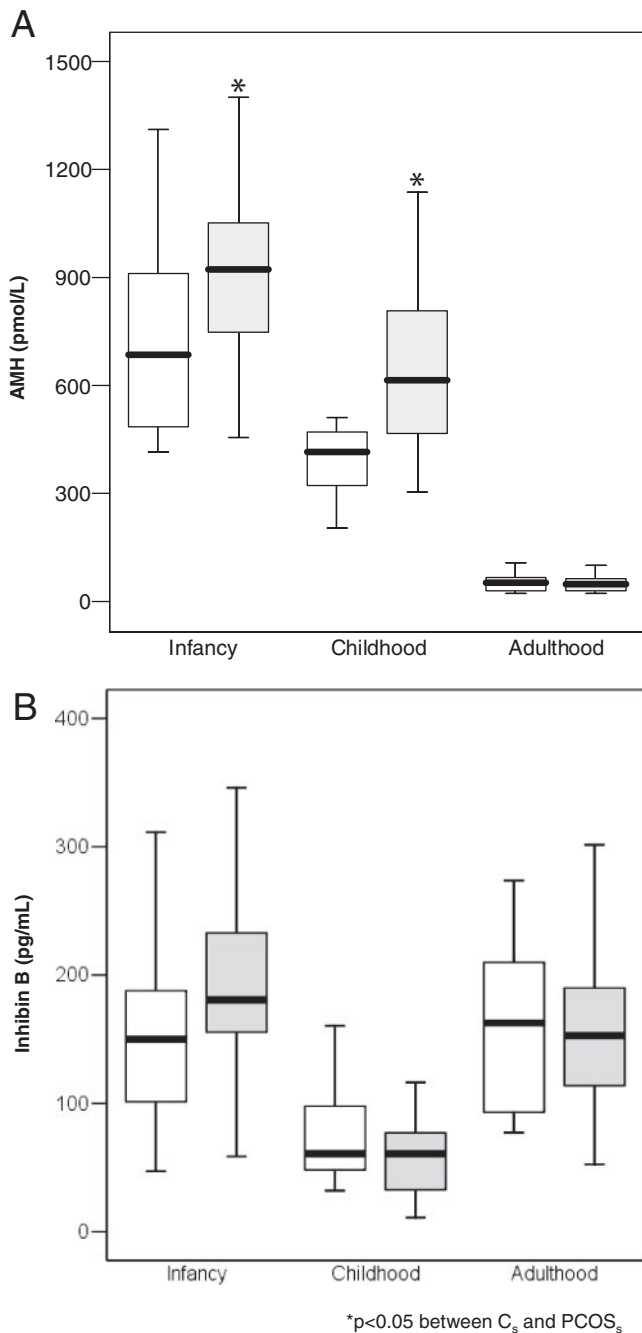 A
1500
1200
900
600
300
0
AMH (pmol/L)
*
*
Infancy Childhood Adulthood
B
400
300
200
100
0
Inhibin B (pg/mL)
Infancy Childhood Adulthood
*p<0.05 between Cs and PCOSs